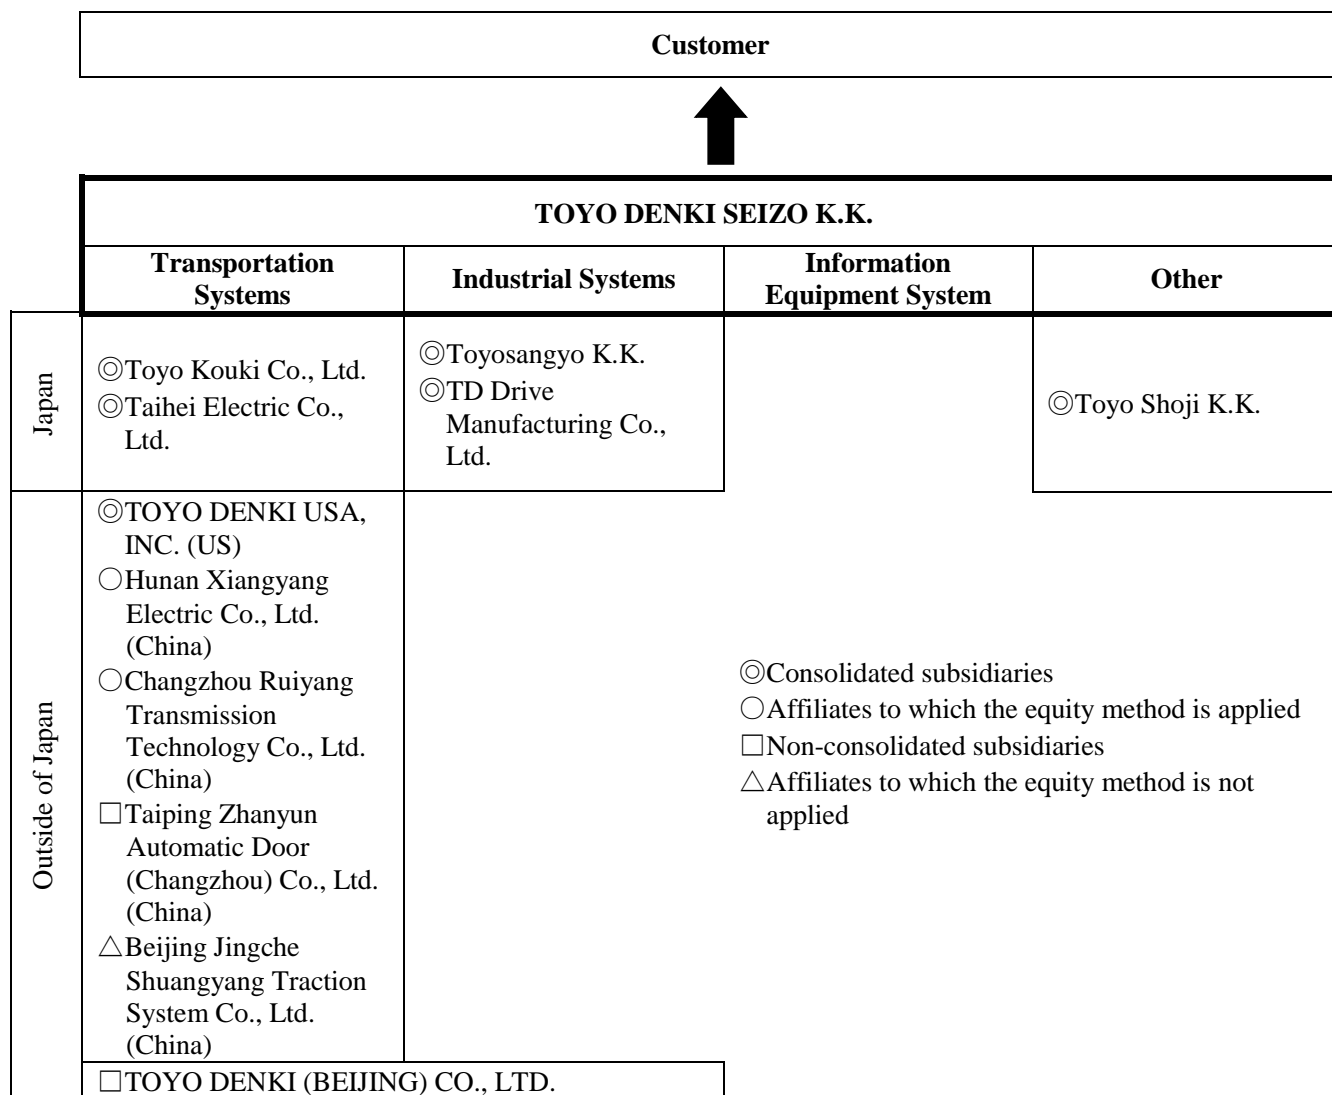 Customer
TOYO DENKI SEIZO K.K.
Transportation
Systems
Industrial Systems
Information
Equipment System
Other
Japan
◎Toyo Kouki Co., Ltd.
◎Taihei Electric Co.,
Ltd.
◎Toyosangyo K.K.
◎TD Drive
Manufacturing Co.,
Ltd.
◎Toyo Shoji K.K.
Outside of Japan
◎TOYO DENKI USA,
INC. (US)
○Hunan Xiangyang
Electric Co., Ltd.
(China)
○Changzhou Ruiyang
Transmission
Technology Co., Ltd.
(China)
□Taiping Zhanyun
Automatic Door
(Changzhou) Co., Ltd.
(China)
△Beijing Jingche
Shuangyang Traction
System Co., Ltd.
(China)
□TOYO DENKI (BEIJING) CO., LTD.
◎Consolidated subsidiaries
○Affiliates to which the equity method is applied
□Non-consolidated subsidiaries
△Affiliates to which the equity method is not
applied